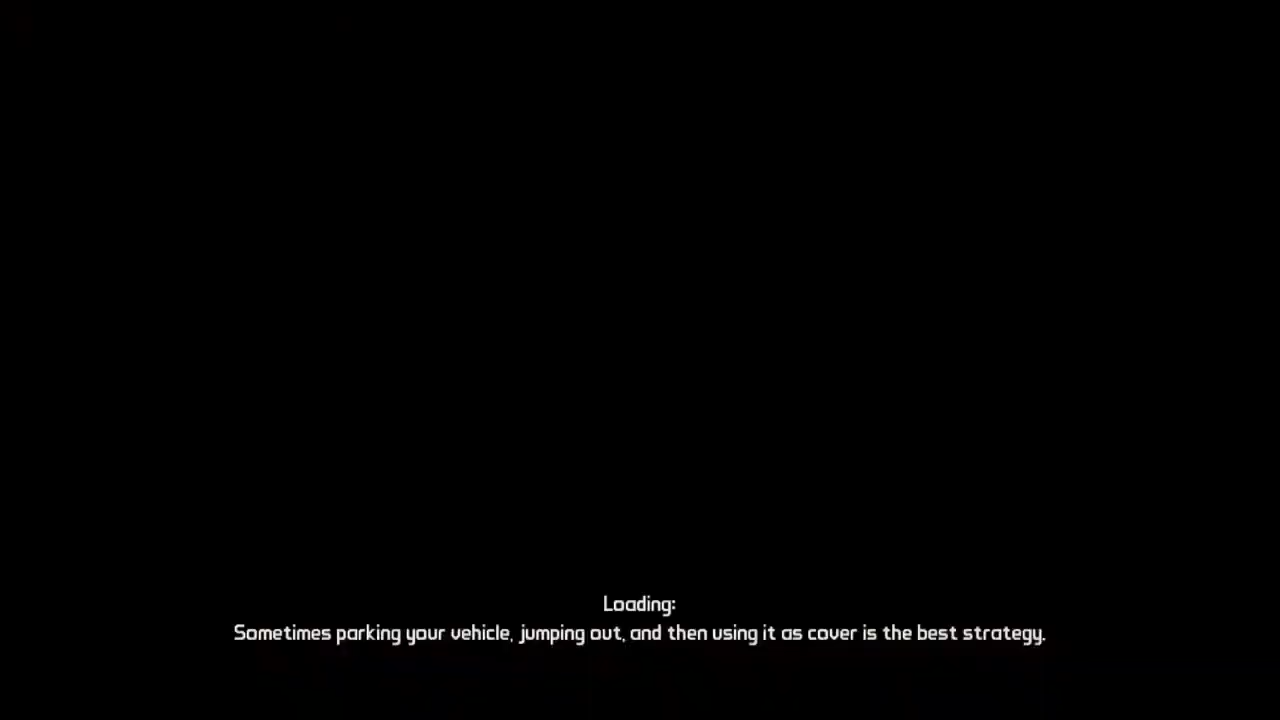 Loading:
Sometimes parking your vehicle, jumping out, and then using it as cover is the best strategy.